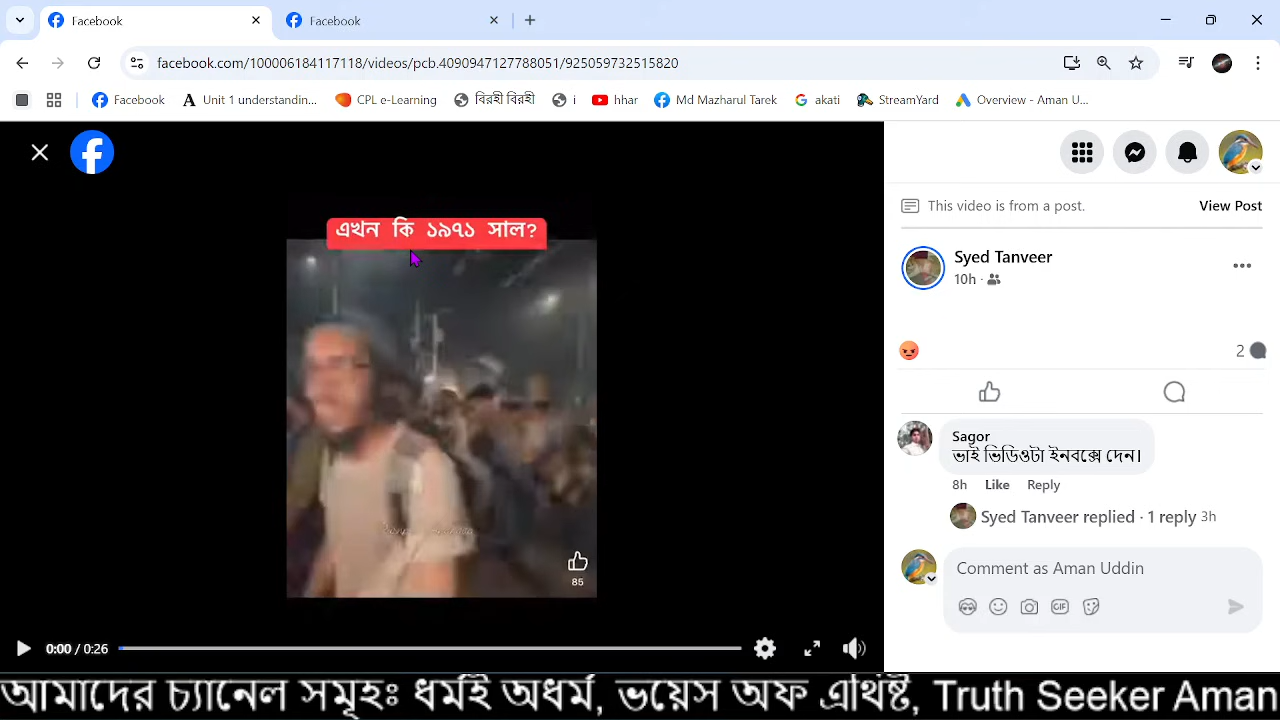 Facebook
Facebook
facebook.com/100006184117118/videos/pcb.4090947127788051/925059732515820
Facebook
Unit 1 understandin...
CPL e-Learning
বিরহী বিরহী
i
hhar
Md Mazharul Tarek
akati
StreamYard
Overview - Aman U...
এখন কি ১৯৭১ সাল?
85
0:00 / 0:26
This video is from a post.
View Post
Syed Tanveer
10h
2
Sagor
ভাই ভিডিওটা ইনবক্সে দেন।
8h Like Reply
Syed Tanveer replied · 1 reply 3h
Comment as Aman Uddin
GIF
আমাদের চ্যানেল সমূহঃ ধর্মই অধর্ম, ভয়েস অফ এথিষ্ট, Truth Seeker Aman